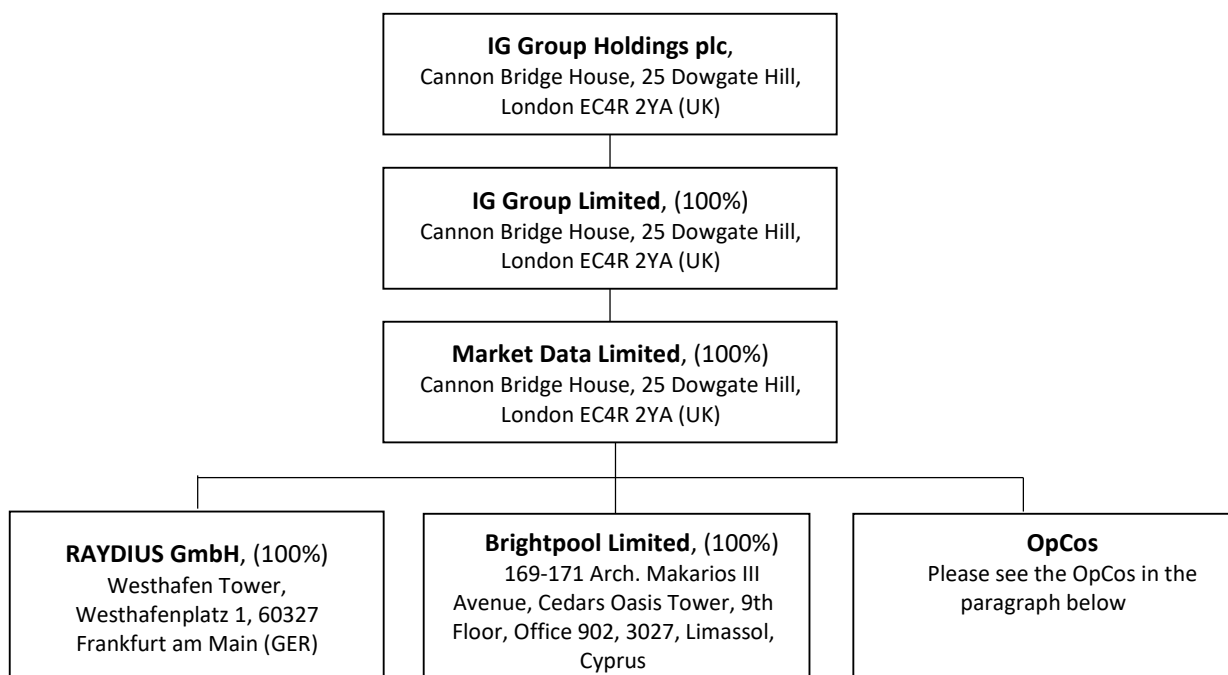 IG Group Holdings plc,
Cannon Bridge House, 25 Dowgate Hill,
London EC4R 2YA (UK)
IG Group Limited, (100%)
Cannon Bridge House, 25 Dowgate Hill,
London EC4R 2YA (UK)
Market Data Limited, (100%)
Cannon Bridge House, 25 Dowgate Hill,
London EC4R 2YA (UK)
RAYDIUS GmbH, (100%)
Westhafen Tower,
Westhafenplatz 1, 60327
Frankfurt am Main (GER)
Brightpool Limited, (100%)
169-171 Arch. Makarios III
Avenue, Cedars Oasis Tower, 9th
Floor, Office 902, 3027, Limassol,
Cyprus
OpCos
Please see the OpCos in the
paragraph below